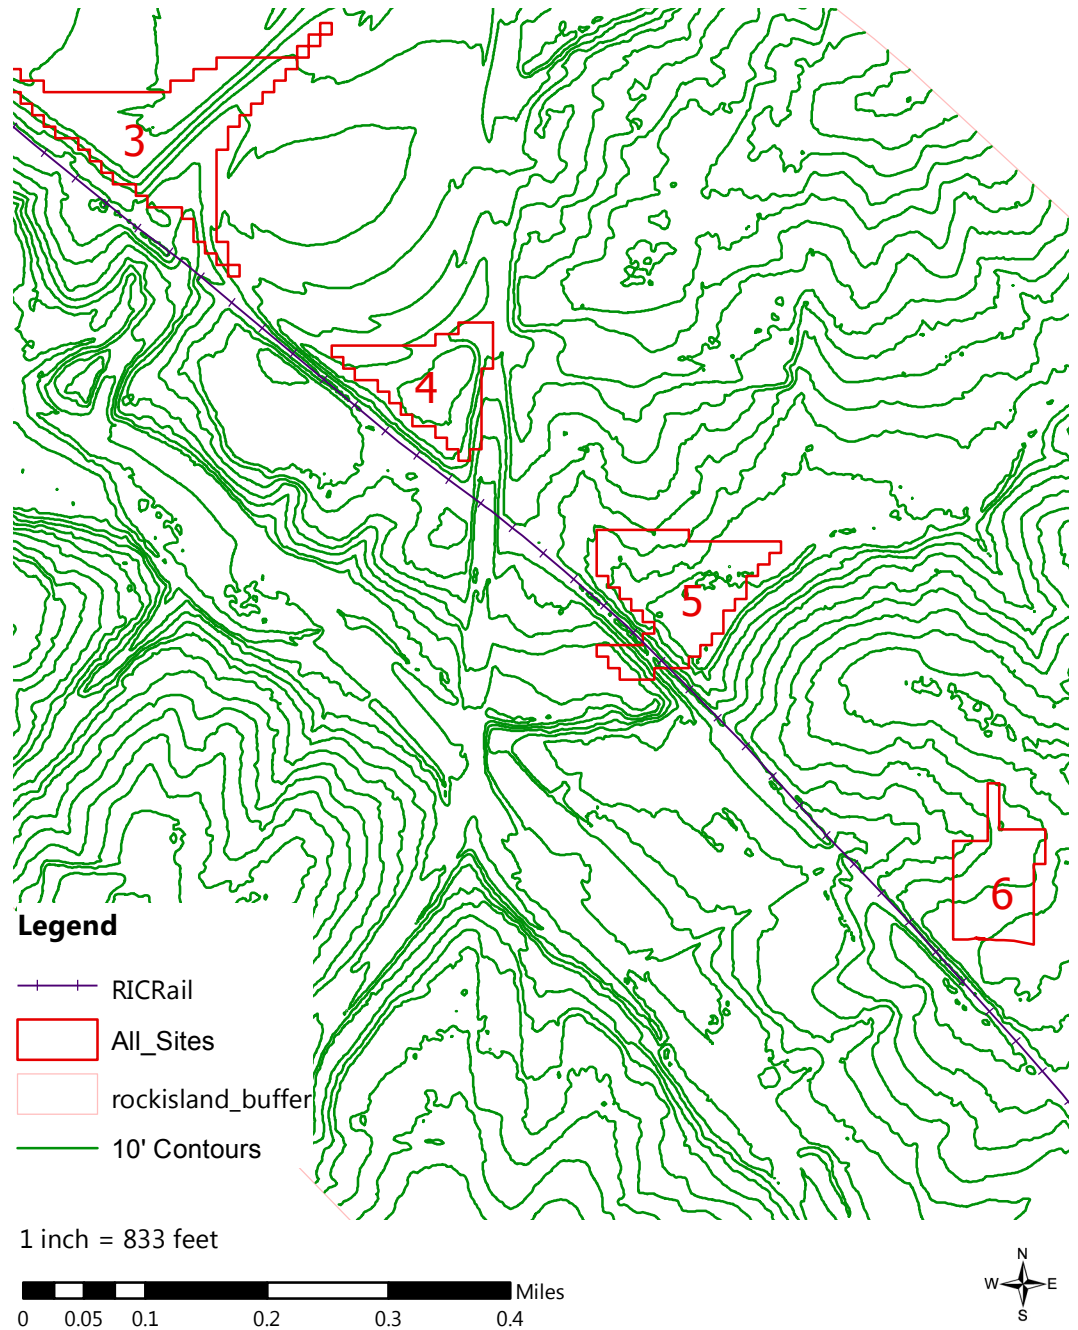 3
4
5
6
Legend
RICRail
All_Sites
rockisland_buffer
10' Contours
1 inch = 833 feet
Miles
0 0.05 0.1 0.2 0.3 0.4
N
W E
S